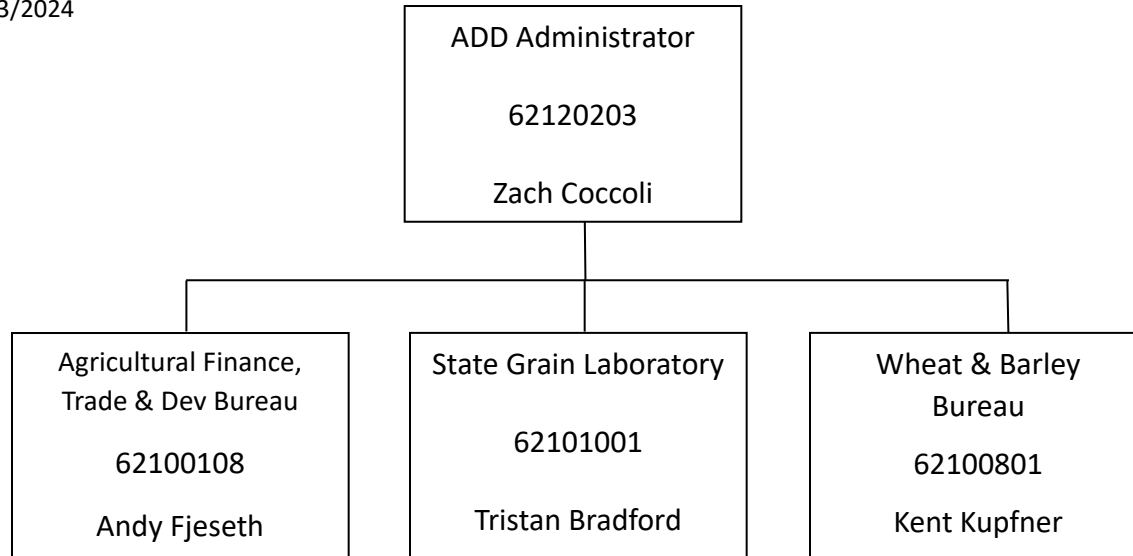 3/2024
ADD Administrator
62120203
Zach Coccoli
Agricultural Finance,
Trade & Dev Bureau
62100108
Andy Fjeseth
State Grain Laboratory
62101001
Tristan Bradford
Wheat & Barley
Bureau
62100801
Kent Kupfner